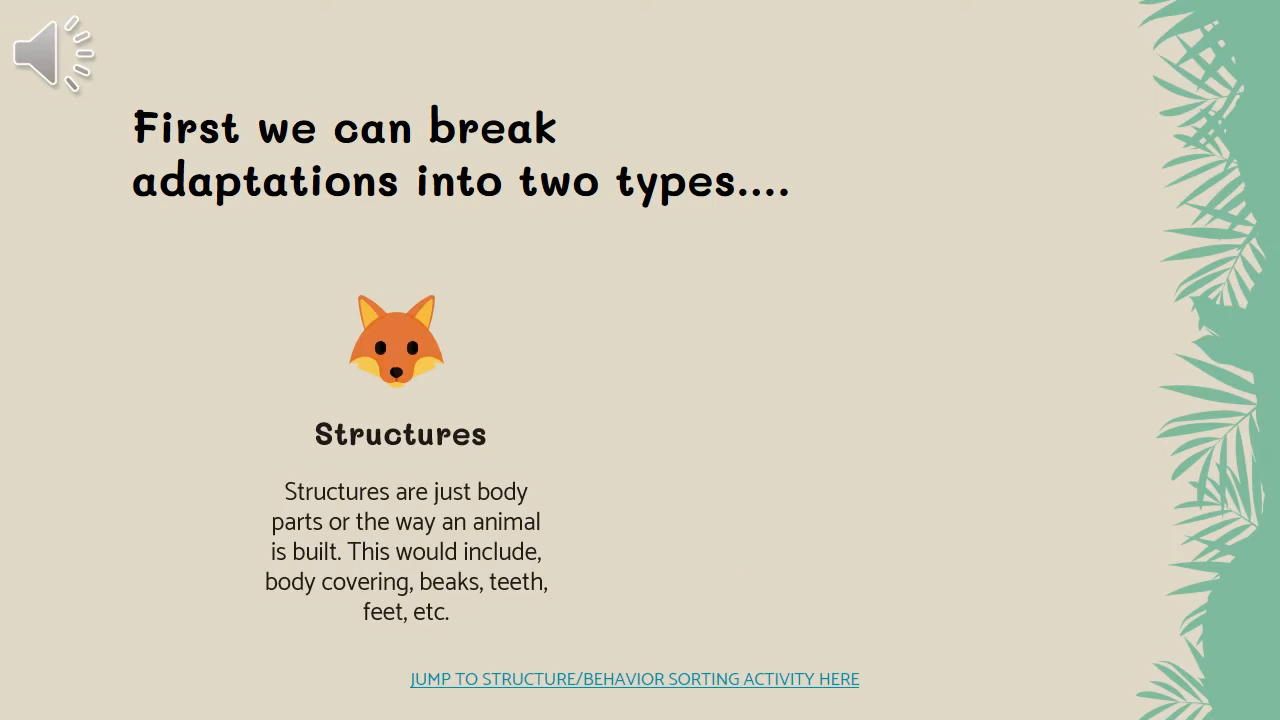 First we can break
adaptations into two types....
Structures
Structures are just body
parts or the way an animal
is built. This would include,
body covering, beaks, teeth,
feet, etc.
JUMP TO STRUCTURE/BEHAVIOR SORTING ACTIVITY HERE